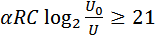 αRC log₂ U₀/U ≥ 21